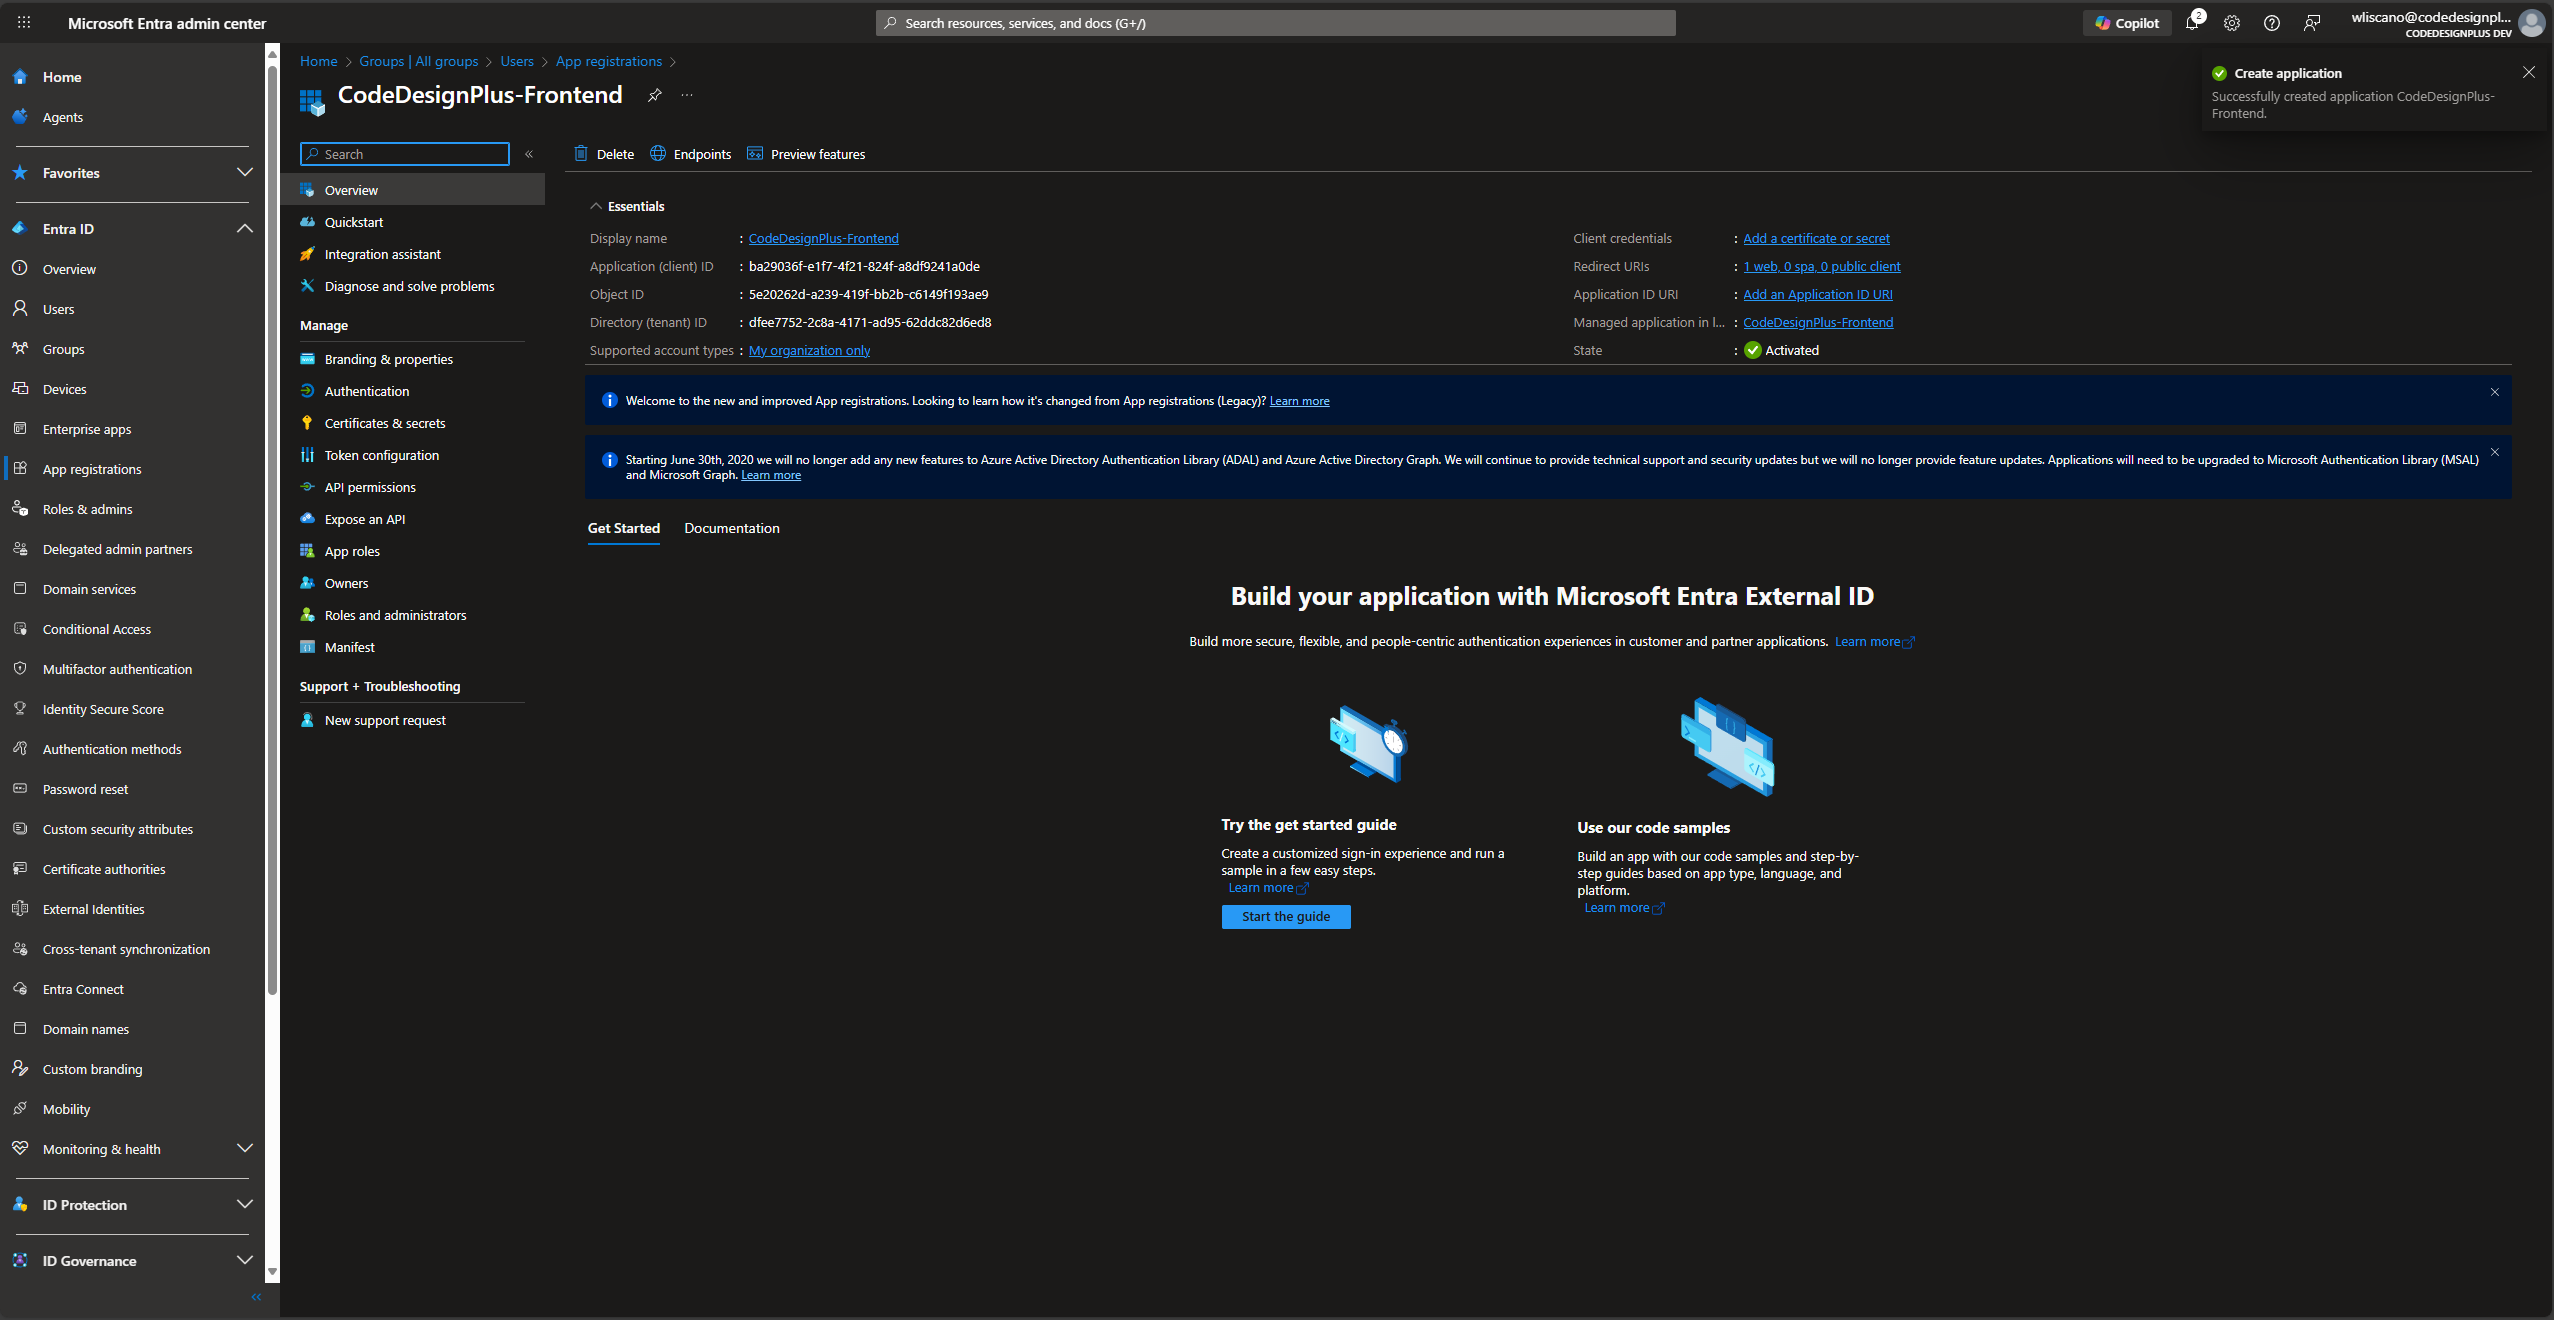 Microsoft Entra admin center
Search resources, services, and docs (G+/)
Copilot
2
wliscano@codedesignpl...
CODEDESIGNPLUS DEV
Home
Agents
Favorites
Entra ID
Overview
Users
Groups
Devices
Enterprise apps
App registrations
Roles & admins
Delegated admin partners
Domain services
Conditional Access
Multifactor authentication
Identity Secure Score
Authentication methods
Password reset
Custom security attributes
Certificate authorities
External Identities
Cross-tenant synchronization
Entra Connect
Domain names
Custom branding
Mobility
Monitoring & health
ID Protection
ID Governance
Home > Groups | All groups > Users > App registrations >
CodeDesignPlus-Frontend
Search
Overview
Quickstart
Integration assistant
Diagnose and solve problems
Manage
Branding & properties
Authentication
Certificates & secrets
Token configuration
API permissions
Expose an API
App roles
Owners
Roles and administrators
Manifest
Support + Troubleshooting
New support request
Delete
Endpoints
Preview features
Essentials
Display name : CodeDesignPlus-Frontend
Application (client) ID : ba29036f-e1f7-4f21-824f-a8df9241a0de
Object ID : 5e20262d-a239-419f-bb2b-c6149f193ae9
Directory (tenant) ID : dfee7752-2c8a-4171-ad95-62ddc82d6ed8
Supported account types : My organization only
Client credentials : Add a certificate or secret
Redirect URIs : 1 web, 0 spa, 0 public client
Application ID URI : Add an Application ID URI
Managed application in l... : CodeDesignPlus-Frontend
State : Activated
Welcome to the new and improved App registrations. Looking to learn how it's changed from App registrations (Legacy)? Learn more
Starting June 30th, 2020 we will no longer add any new features to Azure Active Directory Authentication Library (ADAL) and Azure Active Directory Graph. We will continue to provide technical support and security updates but we will no longer provide feature updates. Applications will need to be upgraded to Microsoft Authentication Library (MSAL)
and Microsoft Graph. Learn more
Get Started
Documentation
Build your application with Microsoft Entra External ID
Build more secure, flexible, and people-centric authentication experiences in customer and partner applications. Learn more
Try the get started guide
Create a customized sign-in experience and run a
sample in a few easy steps.
Learn more
Start the guide
Use our code samples
Build an app with our code samples and step-by-
step guides based on app type, language, and
platform.
Learn more
Create application
Successfully created application CodeDesignPlus-
Frontend.